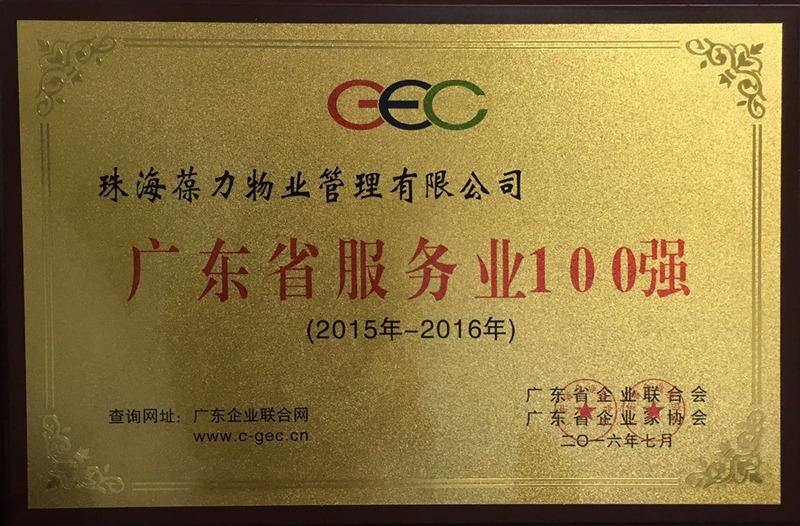 GEC
珠海葆力物业管理有限公司
广东省服务业100强
(2015年-2016年)
查询网址：广东企业联合网
www.c-gec.cn
广东省企业联合会
广东省企业家协会
二〇一六年七月